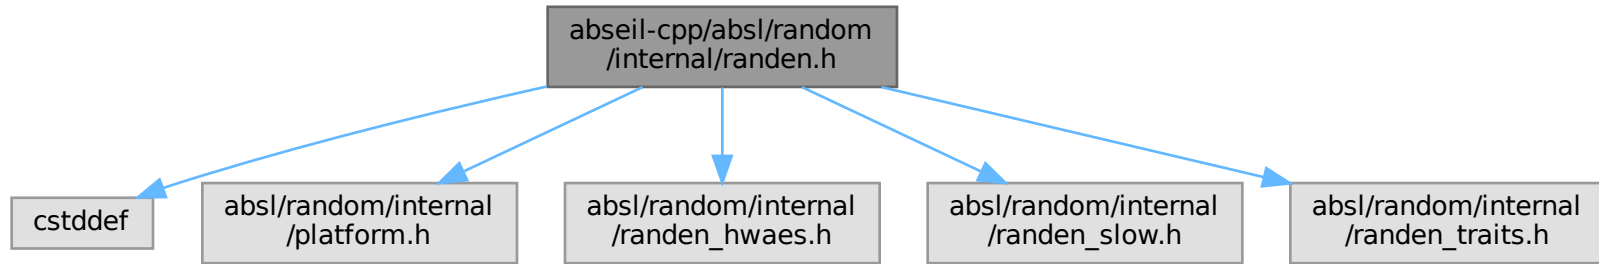 abseil-cpp/absl/random
/internal/randen.h
cstddef
absl/random/internal
/platform.h
absl/random/internal
/randen_hwaes.h
absl/random/internal
/randen_slow.h
absl/random/internal
/randen_traits.h